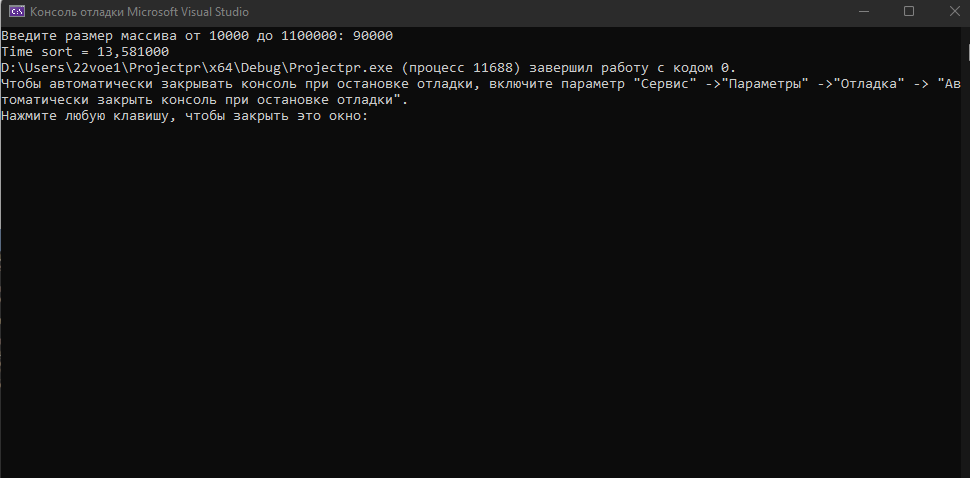 Консоль отладки Microsoft Visual Studio
Введите размер массива от 10000 до 1100000: 90000
Time sort = 13,581000
D:\Users\22voe1\Projectpr\x64\Debug\Projectpr.exe (процесс 11688) завершил работу с кодом 0.
Чтобы автоматически закрывать консоль при остановке отладки, включите параметр "Сервис" ->"Параметры" ->"Отладка" -> "Ав
томатически закрыть консоль при остановке отладки".
Нажмите любую клавишу, чтобы закрыть это окно: